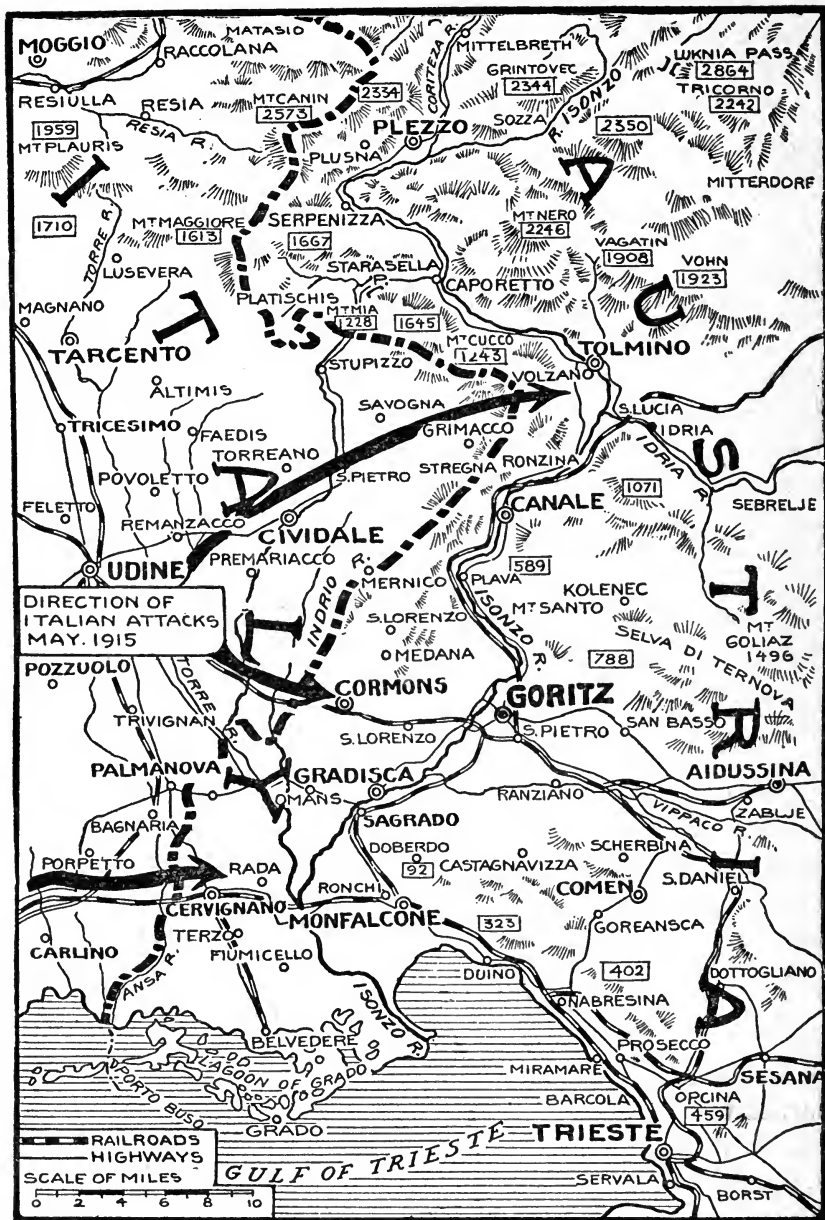 MATASIO
MOGGIO
RACCOLANA
MITTELBRETH
CORITEZA R.
LUKNIA PASS
2864
GRINTOVEC
2344
TRICORNO
2242
R. ISONZO
2334
RESIULLA
RESIA
MT CANIN
2573
SOZZA
1959
MT PLAURIS
RESIA R.
PLEZZO
2350
PLUSNA
MITTERDORF
SERPENIZZA
1710
MT MAGGIORE
1613
MT NERO
2246
1667
VAGATIN
1908
TORRE R.
LUSEVERA
STARASELLA
R.
VOHN
1923
CAPORETTO
PLATISCHIS
MAGNANO
MT MIA
1228
1645
MT CUCCO
1243
TARCENTO
TOLMINO
STUPIZZO
VOLZANO
ALTIMIS
SAVOGNA
S. LUCIA
TRICESIMO
FAEDIS
GRIMACCO
IDRIA
TORREANO
S. PIETRO
STREGNA
RONZINA
IDRIA R.
POVOLETTO
1071
SEBRELJE
FELETTO
REMANZACCO
CIVIDALE
CANALE
UDINE
PREMARIACCO
INDRIO R.
MERNICO
PLAVA
589
KOLENEC
DIRECTION OF
ITALIAN ATTACKS
MAY. 1915
ISONZO R.
MT SANTO
S. LORENZO
MT
GOLIAZ
1496
MEDANA
SELVA DI TERNOVA
788
POZZUOLO
CORMONS
GORITZ
TORRE R.
TRIVIGNAN
S. LORENZO
S. PIETRO
SAN BASSO
PALMANOVA
GRADISCA
AIDUSSINA
OMANS
RANZIANO
ZABLJE
BAGNARIA
SAGRADO
VIPPACO R.
DOBERDO
92
CASTAGNAVIZZA
SCHERBINA
PORPETTO
RADA
S. DANIEL
RONCHI
COMEN
CERVIGNANO
MONFALCONE
GOREANSCA
323
TERZO
CARLINO
FIUMICELLO
402
DUINO
DOTTOGLIANO
ANSA R.
ISONZO R.
NABRESINA
BELVEDERE
PROSECCO
LAGOON OF GRADO
MIRAMARE
SESANA
PORTO BUSO
BARCOLA
OPCINA
459
GRADO
TRIESTE
RAILROADS
HIGHWAYS
GULF OF TRIESTE
SCALE OF MILES
0 2 4 6 8 10
SERVALA
BORST
ITALY
AUSTRIA